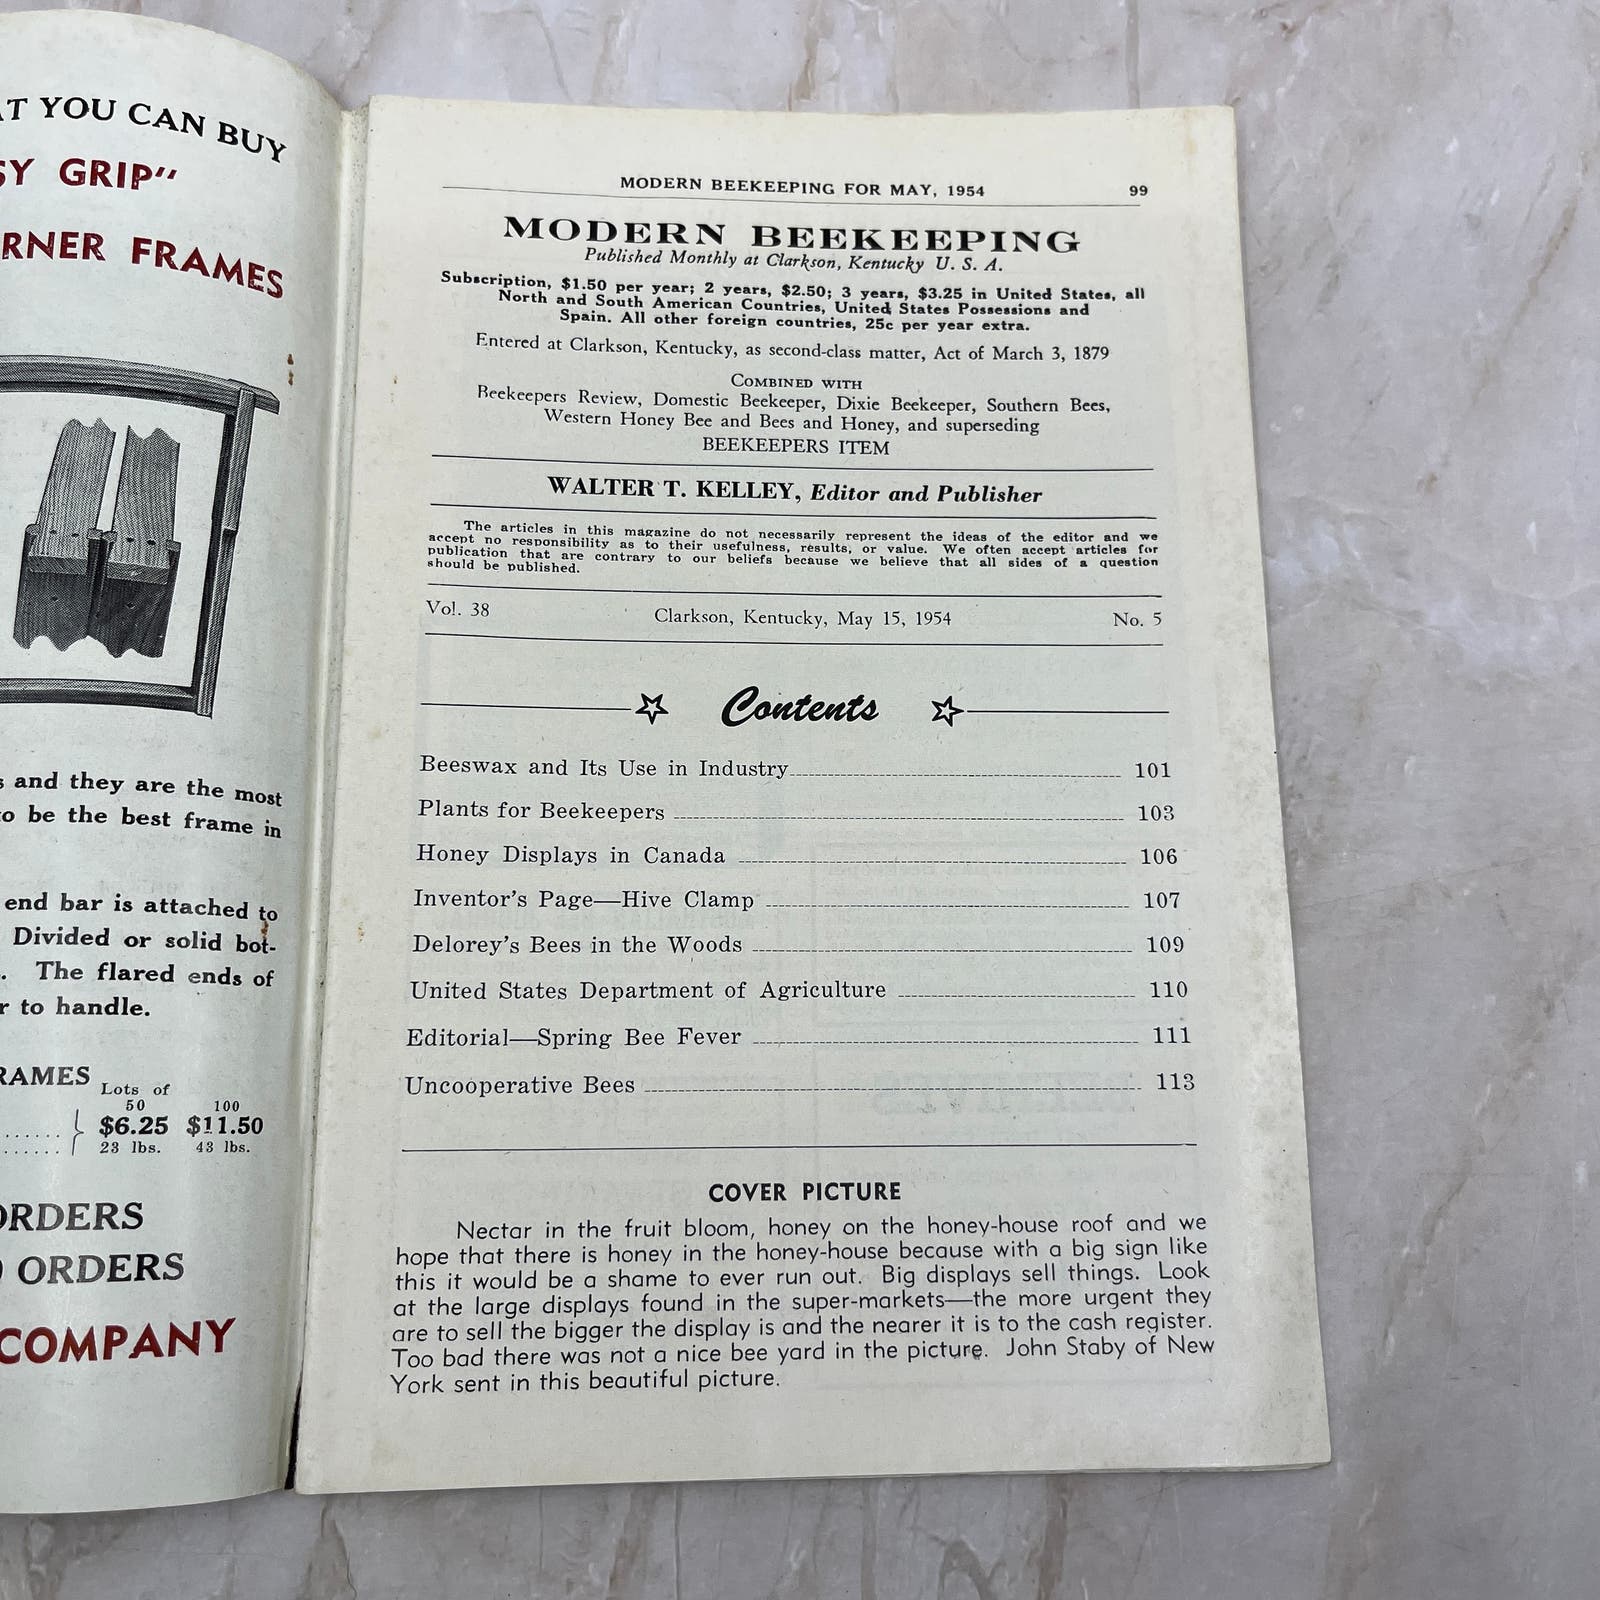 YOU CAN BUY
GRIP"
FRAMES
and they are the most
be the best frame in
end bar is attached to
Divided or solid bot-
The flared ends of
to handle.
Lots of
50 100
$6.25 $11.50
23 lbs. 43 lbs.
ORDERS
ORDERS
COMPANY
MODERN BEEKEEPING FOR MAY, 1954 99
MODERN BEEKEEPING
Published Monthly at Clarkson, Kentucky U. S. A.
Subscription, $1.50 per year; 2 years, $2.50; 3 years, $3.25 in United States, all
North and South American Countries, United States Possessions and
Spain. All other foreign countries, 25c per year extra.
Entered at Clarkson, Kentucky, as second-class matter, Act of March 3, 1879
COMBINED WITH
Beekeepers Review, Domestic Beekeeper, Dixie Beekeeper, Southern Bees,
Western Honey Bee and Bees and Honey, and superseding
BEEKEEPERS ITEM
WALTER T. KELLEY, Editor and Publisher
The articles in this magazine do not necessarily represent the ideas of the editor and we
accept no responsibility as to their usefulness, results, or value. We often accept articles for
publication that are contrary to our beliefs because we believe that all sides of a question
should be published.
Vol. 38 Clarkson, Kentucky, May 15, 1954 No. 5
Contents
Beeswax and Its Use in Industry 101
Plants for Beekeepers 103
Honey Displays in Canada 106
Inventor's Page—Hive Clamp 107
Delorey's Bees in the Woods 109
United States Department of Agriculture 110
Editorial—Spring Bee Fever 111
Uncooperative Bees 113
COVER PICTURE
Nectar in the fruit bloom, honey on the honey-house roof and we
hope that there is honey in the honey-house because with a big sign like
this it would be a shame to ever run out. Big displays sell things. Look
at the large displays found in the super-markets—the more urgent they
are to sell the bigger the display is and the nearer it is to the cash register.
Too bad there was not a nice bee yard in the picture. John Staby of New
York sent in this beautiful picture.